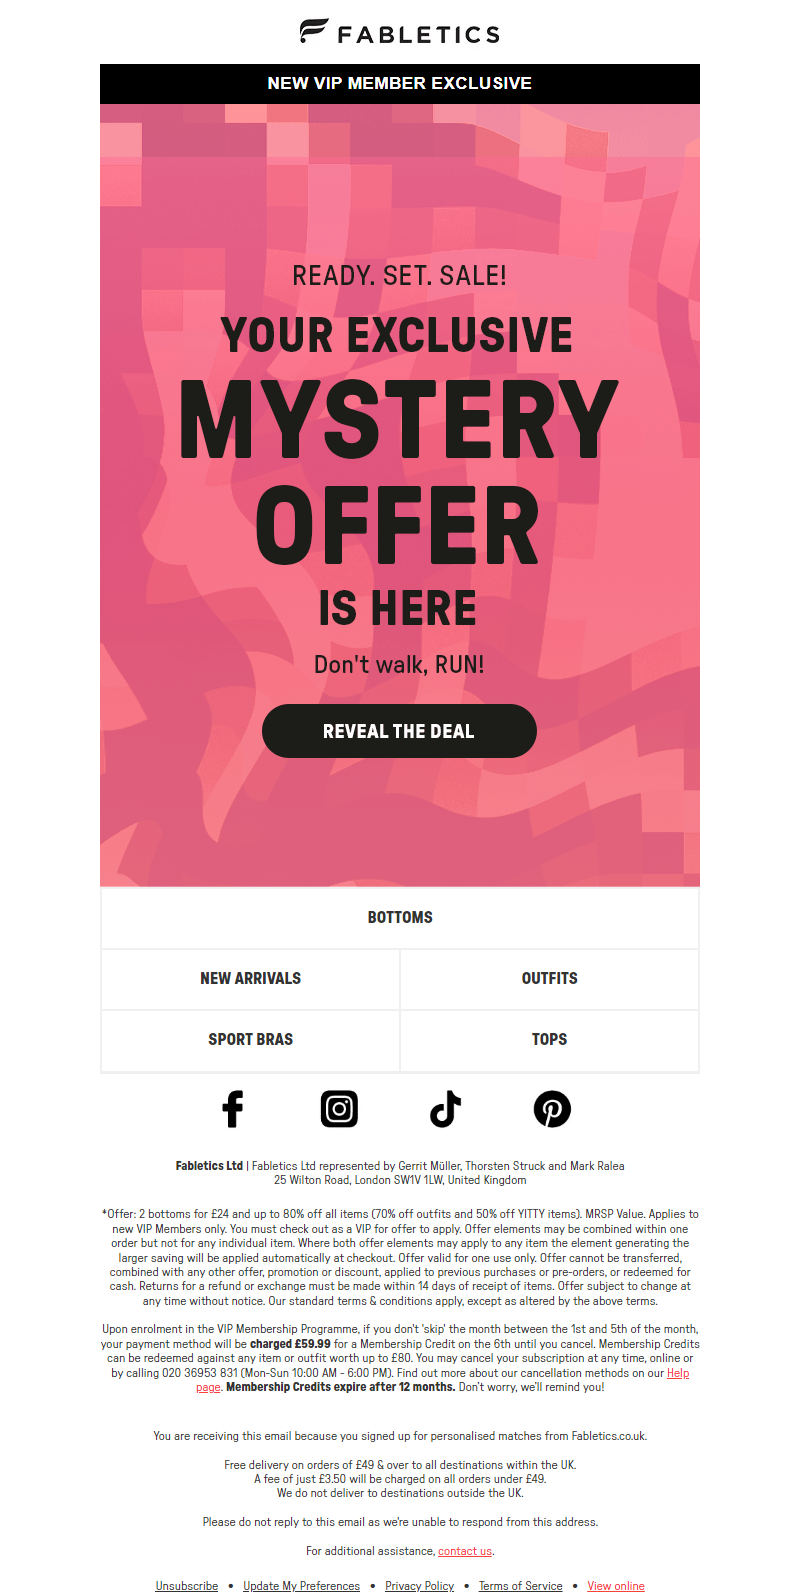 FABLETICS
NEW VIP MEMBER EXCLUSIVE
READY. SET. SALE!
YOUR EXCLUSIVE
MYSTERY
OFFER
IS HERE
Don't walk, RUN!
REVEAL THE DEAL
BOTTOMS
NEW ARRIVALS
OUTFITS
SPORT BRAS
TOPS
Fabletics Ltd | Fabletics Ltd represented by Gerrit Müller, Thorsten Struck and Mark Ralea
25 Wilton Road, London SW1V 1LW, United Kingdom
*Offer: 2 bottoms for £24 and up to 80% off all items (70% off outfits and 50% off YITTY items). MRSP Value. Applies to
new VIP Members only. You must check out as a VIP for offer to apply. Offer elements may be combined within one
order but not for any individual item. Where both offer elements may apply to any item the element generating the
larger saving will be applied automatically at checkout. Offer valid for one use only. Offer cannot be transferred,
combined with any other offer, promotion or discount, applied to previous purchases or pre-orders, or redeemed for
cash. Returns for a refund or exchange must be made within 14 days of receipt of items. Offer subject to change at
any time without notice. Our standard terms & conditions apply, except as altered by the above terms.
Upon enrolment in the VIP Membership Programme, if you don't 'skip' the month between the 1st and 5th of the month,
your payment method will be charged £59.99 for a Membership Credit on the 6th until you cancel. Membership Credits
can be redeemed against any item or outfit worth up to £80. You may cancel your subscription at any time, online or
by calling 020 36953 831 (Mon-Sun 10:00 AM - 6:00 PM). Find out more about our cancellation methods on our Help
page. Membership Credits expire after 12 months. Don't worry, we'll remind you!
You are receiving this email because you signed up for personalised matches from Fabletics.co.uk.
Free delivery on orders of £49 & over to all destinations within the UK.
A fee of just £3.50 will be charged on all orders under £49.
We do not deliver to destinations outside the UK.
Please do not reply to this email as we're unable to respond from this address.
For additional assistance, contact us.
Unsubscribe • Update My Preferences • Privacy Policy • Terms of Service • View online